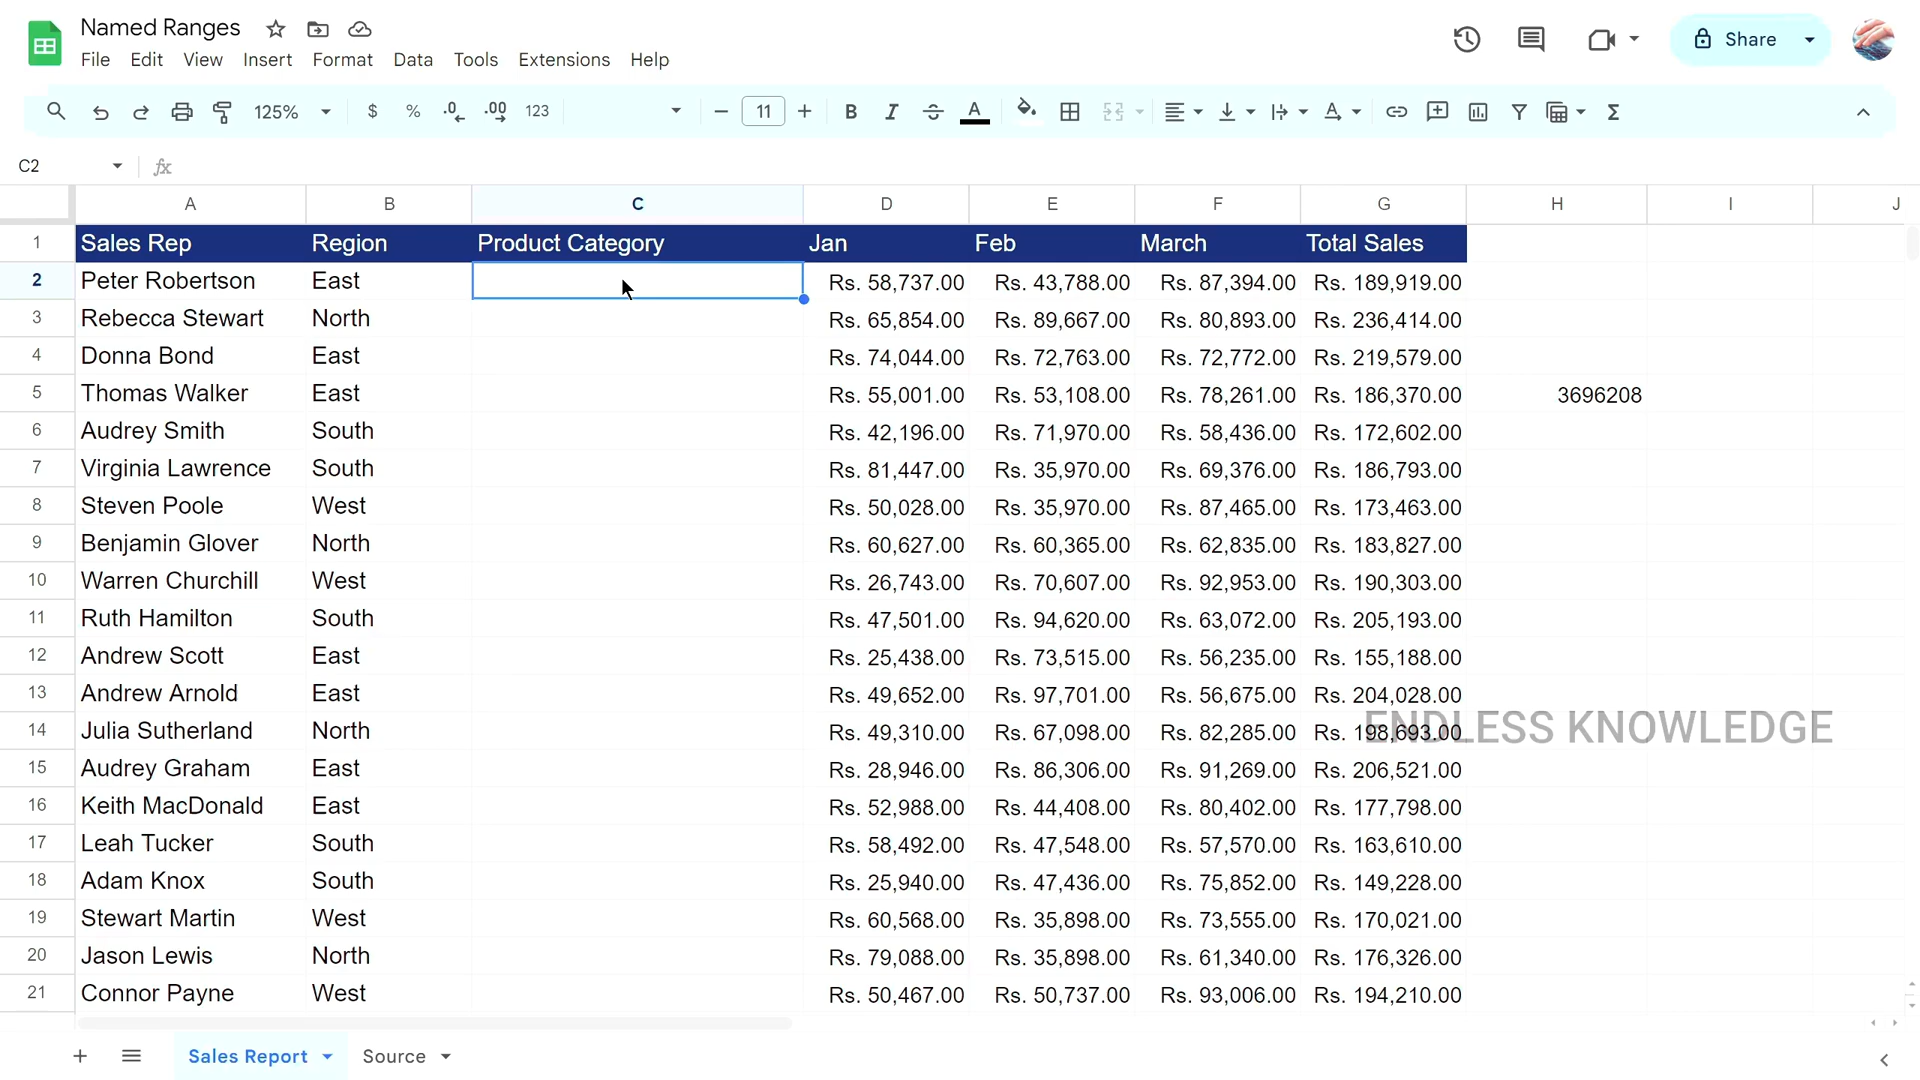 Named Ranges
File Edit View Insert Format Data Tools Extensions Help
Share
125% $ % .0 .00 123 11 B I A Σ
C2 fx
A B C D E F G H I J
1 Sales Rep Region Product Category Jan Feb March Total Sales
2 Peter Robertson East Rs. 58,737.00 Rs. 43,788.00 Rs. 87,394.00 Rs. 189,919.00
3 Rebecca Stewart North Rs. 65,854.00 Rs. 89,667.00 Rs. 80,893.00 Rs. 236,414.00
4 Donna Bond East Rs. 74,044.00 Rs. 72,763.00 Rs. 72,772.00 Rs. 219,579.00
5 Thomas Walker East Rs. 55,001.00 Rs. 53,108.00 Rs. 78,261.00 Rs. 186,370.00 3696208
6 Audrey Smith South Rs. 42,196.00 Rs. 71,970.00 Rs. 58,436.00 Rs. 172,602.00
7 Virginia Lawrence South Rs. 81,447.00 Rs. 35,970.00 Rs. 69,376.00 Rs. 186,793.00
8 Steven Poole West Rs. 50,028.00 Rs. 35,970.00 Rs. 87,465.00 Rs. 173,463.00
9 Benjamin Glover North Rs. 60,627.00 Rs. 60,365.00 Rs. 62,835.00 Rs. 183,827.00
10 Warren Churchill West Rs. 26,743.00 Rs. 70,607.00 Rs. 92,953.00 Rs. 190,303.00
11 Ruth Hamilton South Rs. 47,501.00 Rs. 94,620.00 Rs. 63,072.00 Rs. 205,193.00
12 Andrew Scott East Rs. 25,438.00 Rs. 73,515.00 Rs. 56,235.00 Rs. 155,188.00
13 Andrew Arnold East Rs. 49,652.00 Rs. 97,701.00 Rs. 56,675.00 Rs. 204,028.00
14 Julia Sutherland North Rs. 49,310.00 Rs. 67,098.00 Rs. 82,285.00 Rs. 198,693.00
ENDLESS KNOWLEDGE
15 Audrey Graham East Rs. 28,946.00 Rs. 86,306.00 Rs. 91,269.00 Rs. 206,521.00
16 Keith MacDonald East Rs. 52,988.00 Rs. 44,408.00 Rs. 80,402.00 Rs. 177,798.00
17 Leah Tucker South Rs. 58,492.00 Rs. 47,548.00 Rs. 57,570.00 Rs. 163,610.00
18 Adam Knox South Rs. 25,940.00 Rs. 47,436.00 Rs. 75,852.00 Rs. 149,228.00
19 Stewart Martin West Rs. 60,568.00 Rs. 35,898.00 Rs. 73,555.00 Rs. 170,021.00
20 Jason Lewis North Rs. 79,088.00 Rs. 35,898.00 Rs. 61,340.00 Rs. 176,326.00
21 Connor Payne West Rs. 50,467.00 Rs. 50,737.00 Rs. 93,006.00 Rs. 194,210.00
Sales Report Source